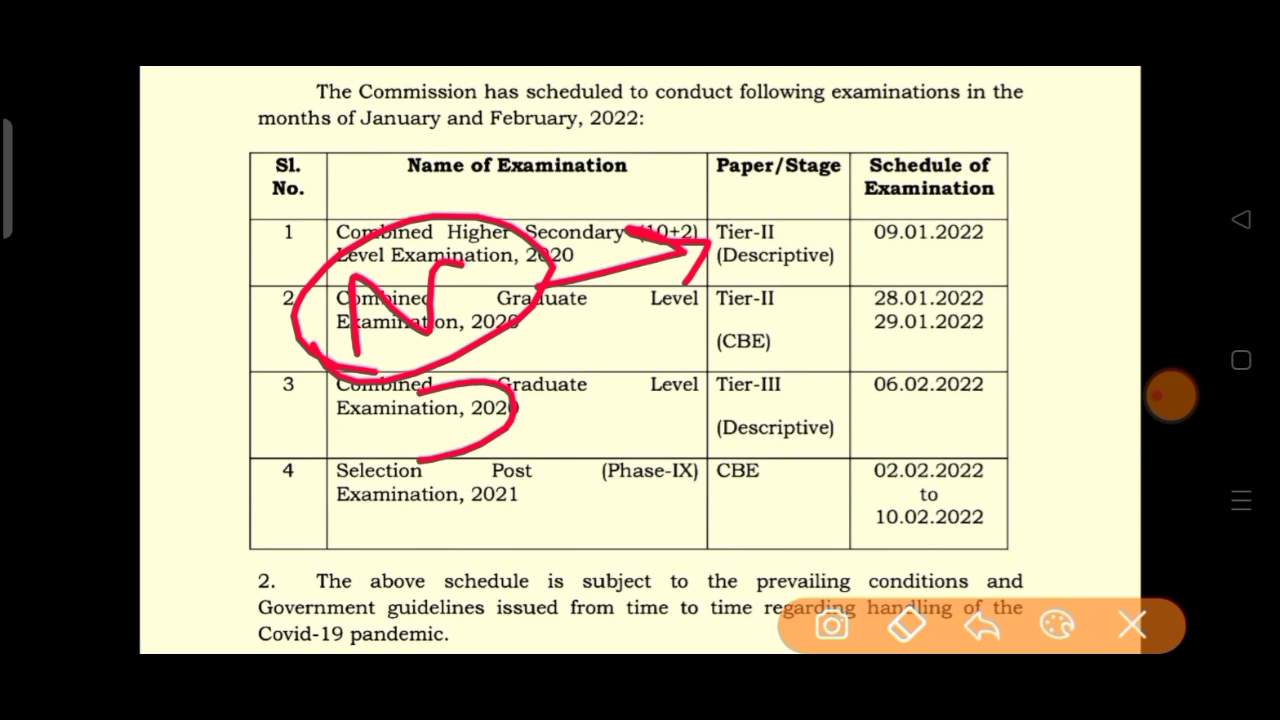 The Commission has scheduled to conduct following examinations in the
months of January and February, 2022:
Sl. No. Name of Examination Paper/Stage Schedule of Examination
1 Combined Higher Secondary (10+2) Tier-II 09.01.2022
Level Examination, 2020 (Descriptive)
2 Combined Graduate Level Tier-II 28.01.2022
Examination, 2020 29.01.2022
(CBE)
3 Combined Graduate Level Tier-III 06.02.2022
Examination, 2020
(Descriptive)
4 Selection Post (Phase-IX) CBE 02.02.2022
Examination, 2021 to
10.02.2022
2. The above schedule is subject to the prevailing conditions and
Government guidelines issued from time to time regarding handling of the
Covid-19 pandemic.